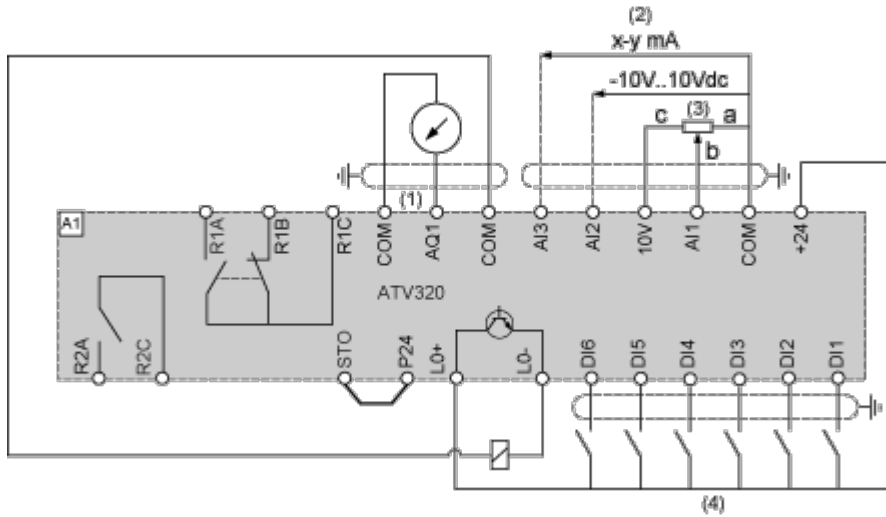 (2)
x-y mA
-10V..10Vdc
c (3) a
b
(1)
A1
R1A R1B R1C COM AQ1 COM AI3 AI2 10V AI1 COM +24
ATV320
R2A R2C STO P24 L0+ L0- DI6 DI5 DI4 DI3 DI2 DI1
(4)